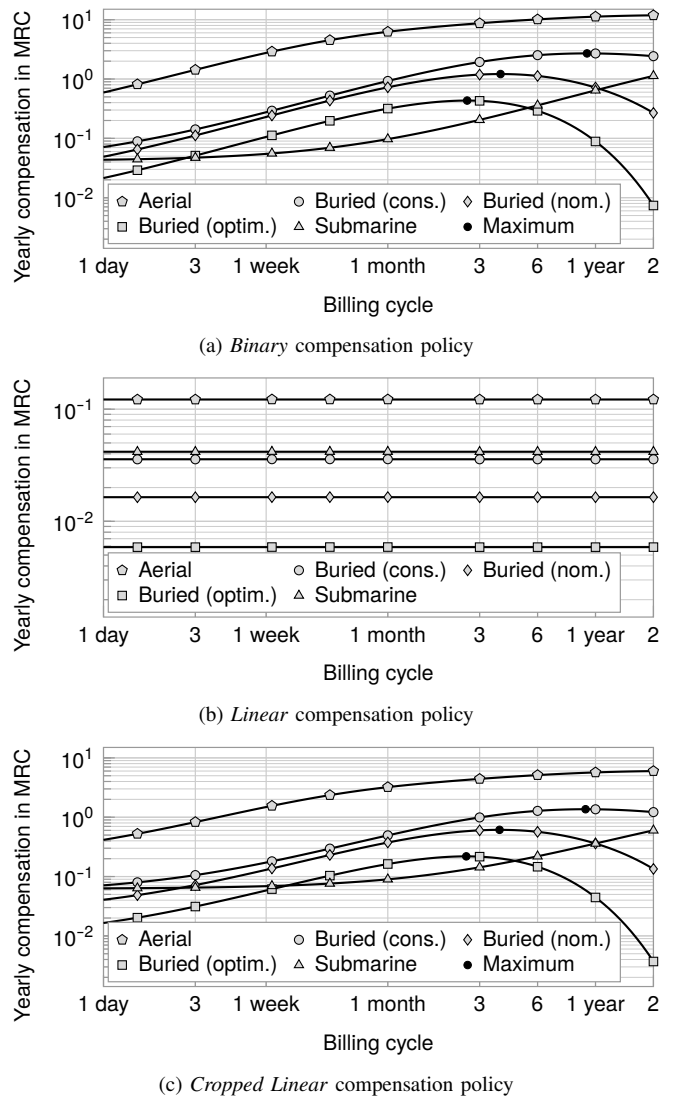 Yearly compensation in MRC
10^1
10^0
10^−1
10^−2
Aerial Buried (cons.) Buried (nom.)
Buried (optim.) Submarine Maximum
1 day 3 1 week 1 month 3 6 1 year 2
Billing cycle
(a) Binary compensation policy
Yearly compensation in MRC
10^−1
10^−2
Aerial Buried (cons.) Buried (nom.)
Buried (optim.) Submarine
1 day 3 1 week 1 month 3 6 1 year 2
Billing cycle
(b) Linear compensation policy
Yearly compensation in MRC
10^1
10^0
10^−1
10^−2
Aerial Buried (cons.) Buried (nom.)
Buried (optim.) Submarine Maximum
1 day 3 1 week 1 month 3 6 1 year 2
Billing cycle
(c) Cropped Linear compensation policy